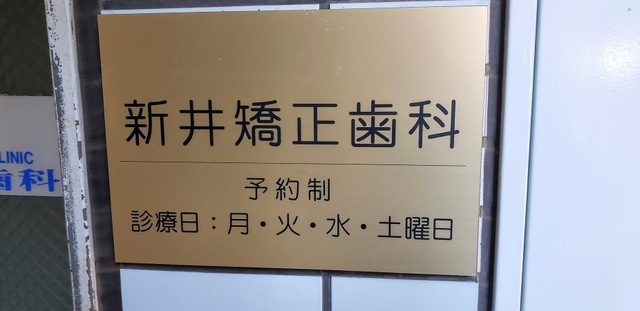 新井矯正歯科
予約制
診療日：月・火・水・土曜日
LINIC
歯科